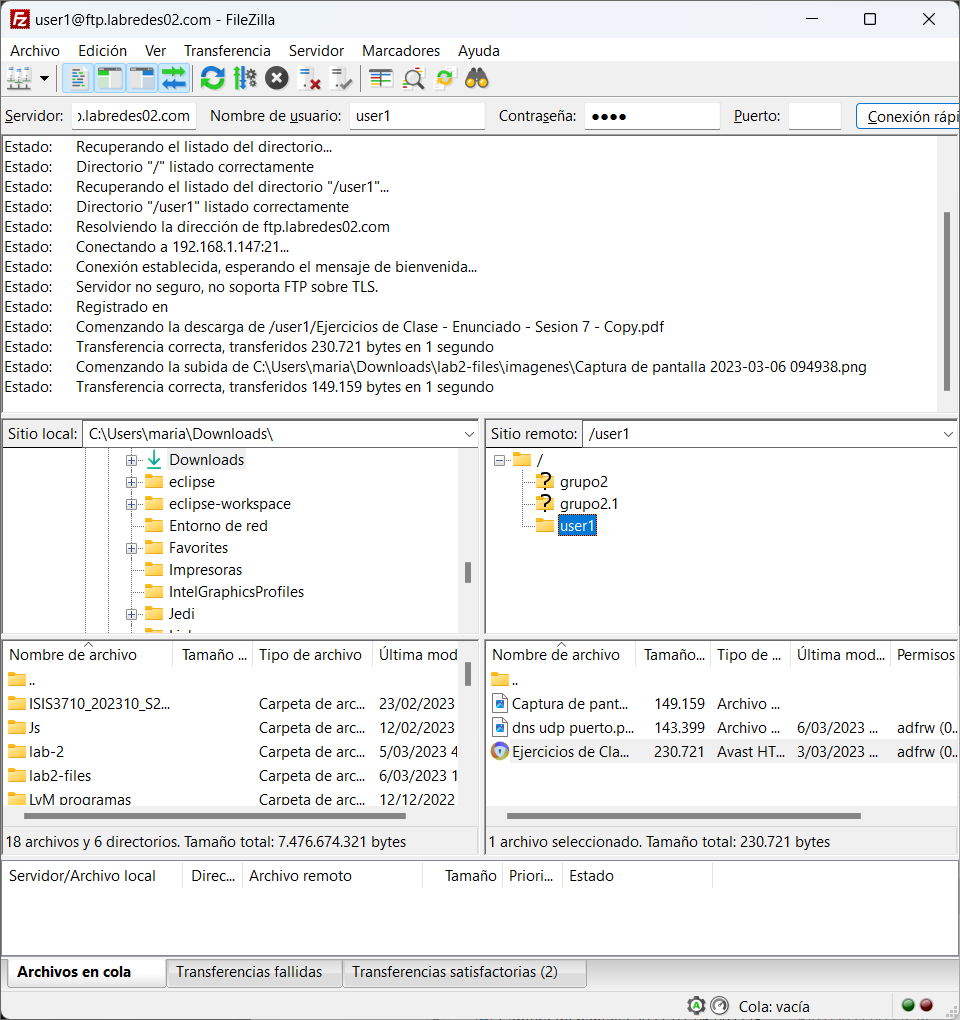 user1@ftp.labredes02.com - FileZilla
Archivo Edición Ver Transferencia Servidor Marcadores Ayuda
Servidor: p.labredes02.com Nombre de usuario: user1 Contraseña: ●●●● Puerto: Conexión rápi
Estado: Recuperando el listado del directorio...
Estado: Directorio "/" listado correctamente
Estado: Recuperando el listado del directorio "/user1"...
Estado: Directorio "/user1" listado correctamente
Estado: Resolviendo la dirección de ftp.labredes02.com
Estado: Conectando a 192.168.1.147:21...
Estado: Conexión establecida, esperando el mensaje de bienvenida...
Estado: Servidor no seguro, no soporta FTP sobre TLS.
Estado: Registrado en
Estado: Comenzando la descarga de /user1/Ejercicios de Clase - Enunciado - Sesion 7 - Copy.pdf
Estado: Transferencia correcta, transferidos 230.721 bytes en 1 segundo
Estado: Comenzando la subida de C:\Users\maria\Downloads\lab2-files\imagenes\Captura de pantalla 2023-03-06 094938.png
Estado: Transferencia correcta, transferidos 149.159 bytes en 1 segundo
Sitio local: C:\Users\maria\Downloads\
Downloads
eclipse
eclipse-workspace
Entorno de red
Favorites
Impresoras
IntelGraphicsProfiles
Jedi
Sitio remoto: /user1
/
grupo2
grupo2.1
user1
Nombre de archivo Tamaño ... Tipo de archivo Última mod
..
ISIS3710_202310_S2... Carpeta de arc... 23/02/2023
Js Carpeta de arc... 12/02/2023
lab-2 Carpeta de arc... 5/03/2023 4
lab2-files Carpeta de arc... 6/03/2023 1
LyM programas Carpeta de arc... 12/12/2022
18 archivos y 6 directorios. Tamaño total: 7.476.674.321 bytes
Nombre de archivo Tamaño... Tipo de ... Última mod... Permisos
..
Captura de pant... 149.159 Archivo ...
dns udp puerto.p... 143.399 Archivo ... 6/03/2023 ... adfrw (0..
Ejercicios de Cla... 230.721 Avast HT... 3/03/2023 ... adfrw (0..
1 archivo seleccionado. Tamaño total: 230.721 bytes
Servidor/Archivo local Direc... Archivo remoto Tamaño Priori... Estado
Archivos en cola Transferencias fallidas Transferencias satisfactorias (2)
Cola: vacía